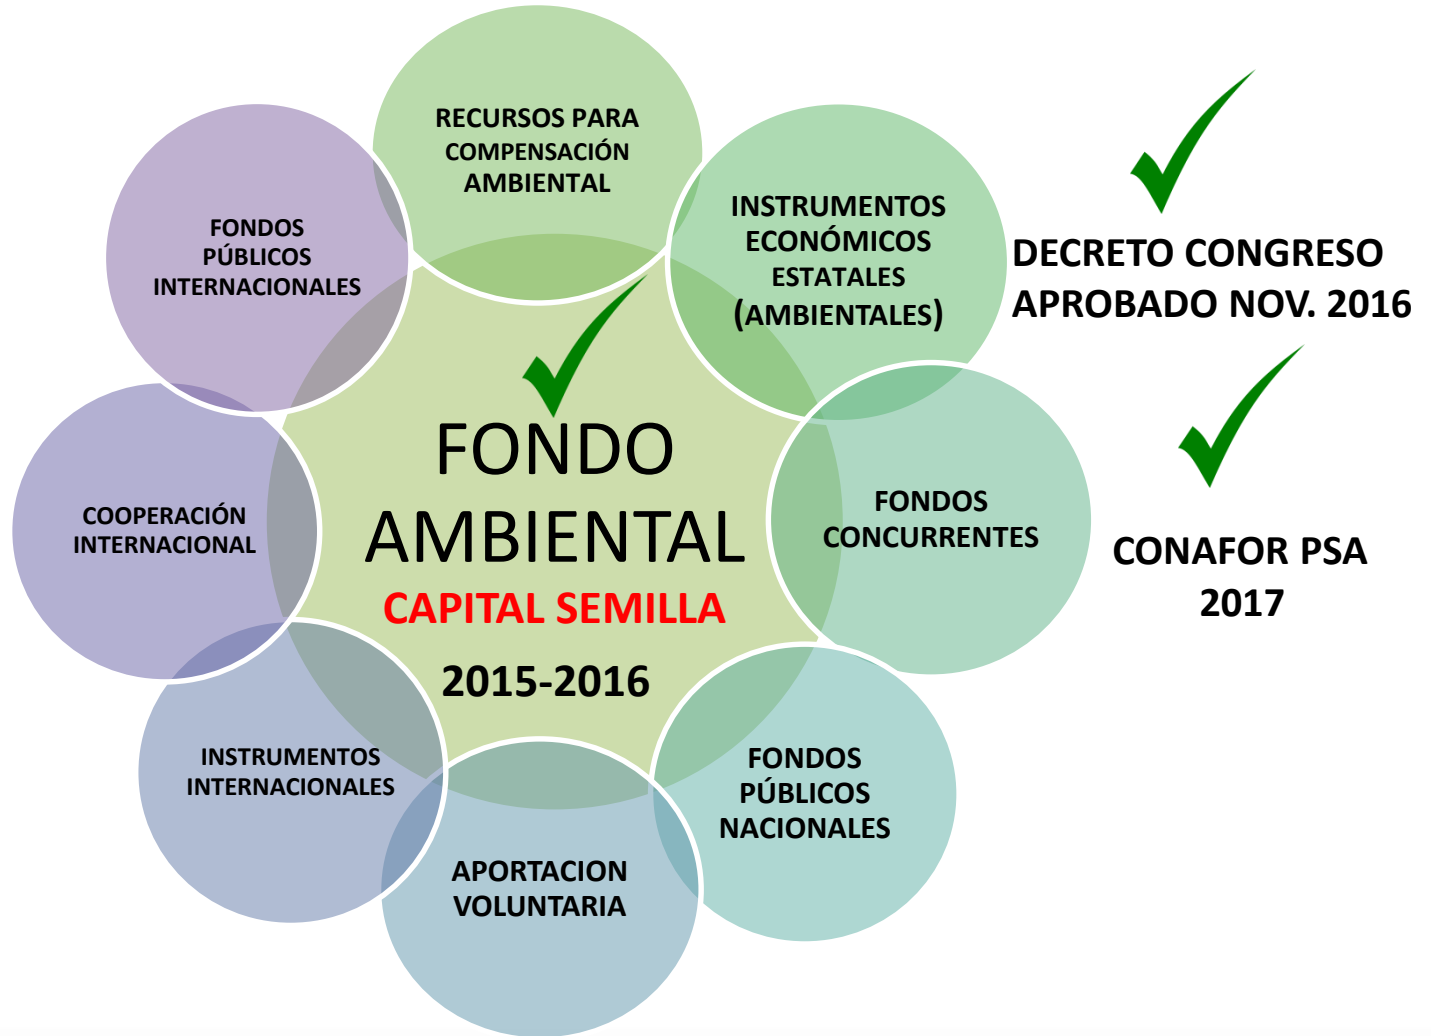 RECURSOS PARA
COMPENSACIÓN
AMBIENTAL
INSTRUMENTOS
ECONÓMICOS
ESTATALES
(AMBIENTALES)
DECRETO CONGRESO
APROBADO NOV. 2016
FONDOS
CONCURRENTES
CONAFOR PSA
2017
FONDOS
PÚBLICOS
NACIONALES
APORTACION
VOLUNTARIA
INSTRUMENTOS
INTERNACIONALES
COOPERACIÓN
INTERNACIONAL
FONDOS
PÚBLICOS
INTERNACIONALES
FONDO
AMBIENTAL
CAPITAL SEMILLA
2015-2016